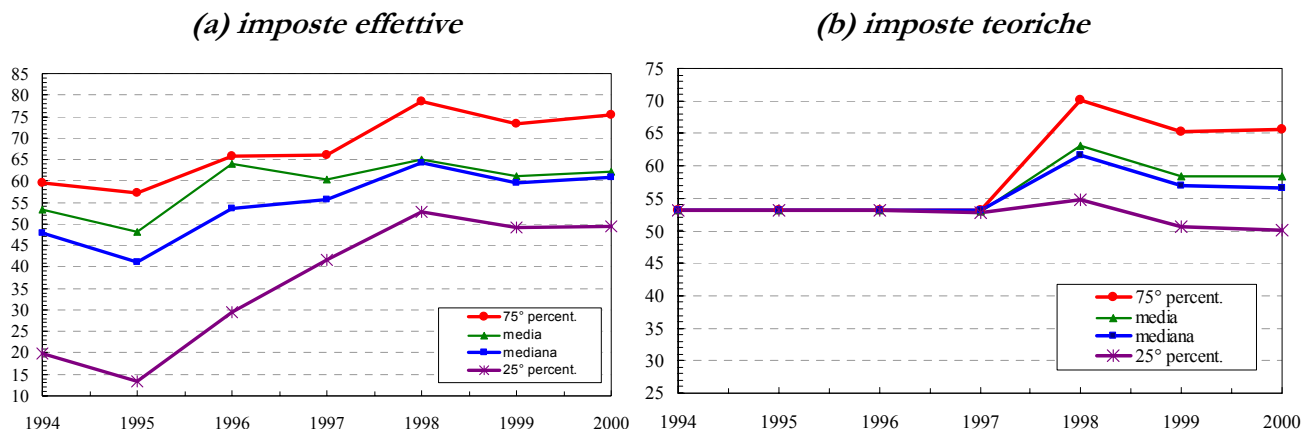 (a) imposte effettive
85
80
75
70
65
60
55
50
45
40
35
30
25
20
15
10
75° percent.
media
mediana
25° percent.
1994 1995 1996 1997 1998 1999 2000
(b) imposte teoriche
75
70
65
60
55
50
45
40
35
30
25
75° percent.
media
mediana
25° percent.
1994 1995 1996 1997 1998 1999 2000